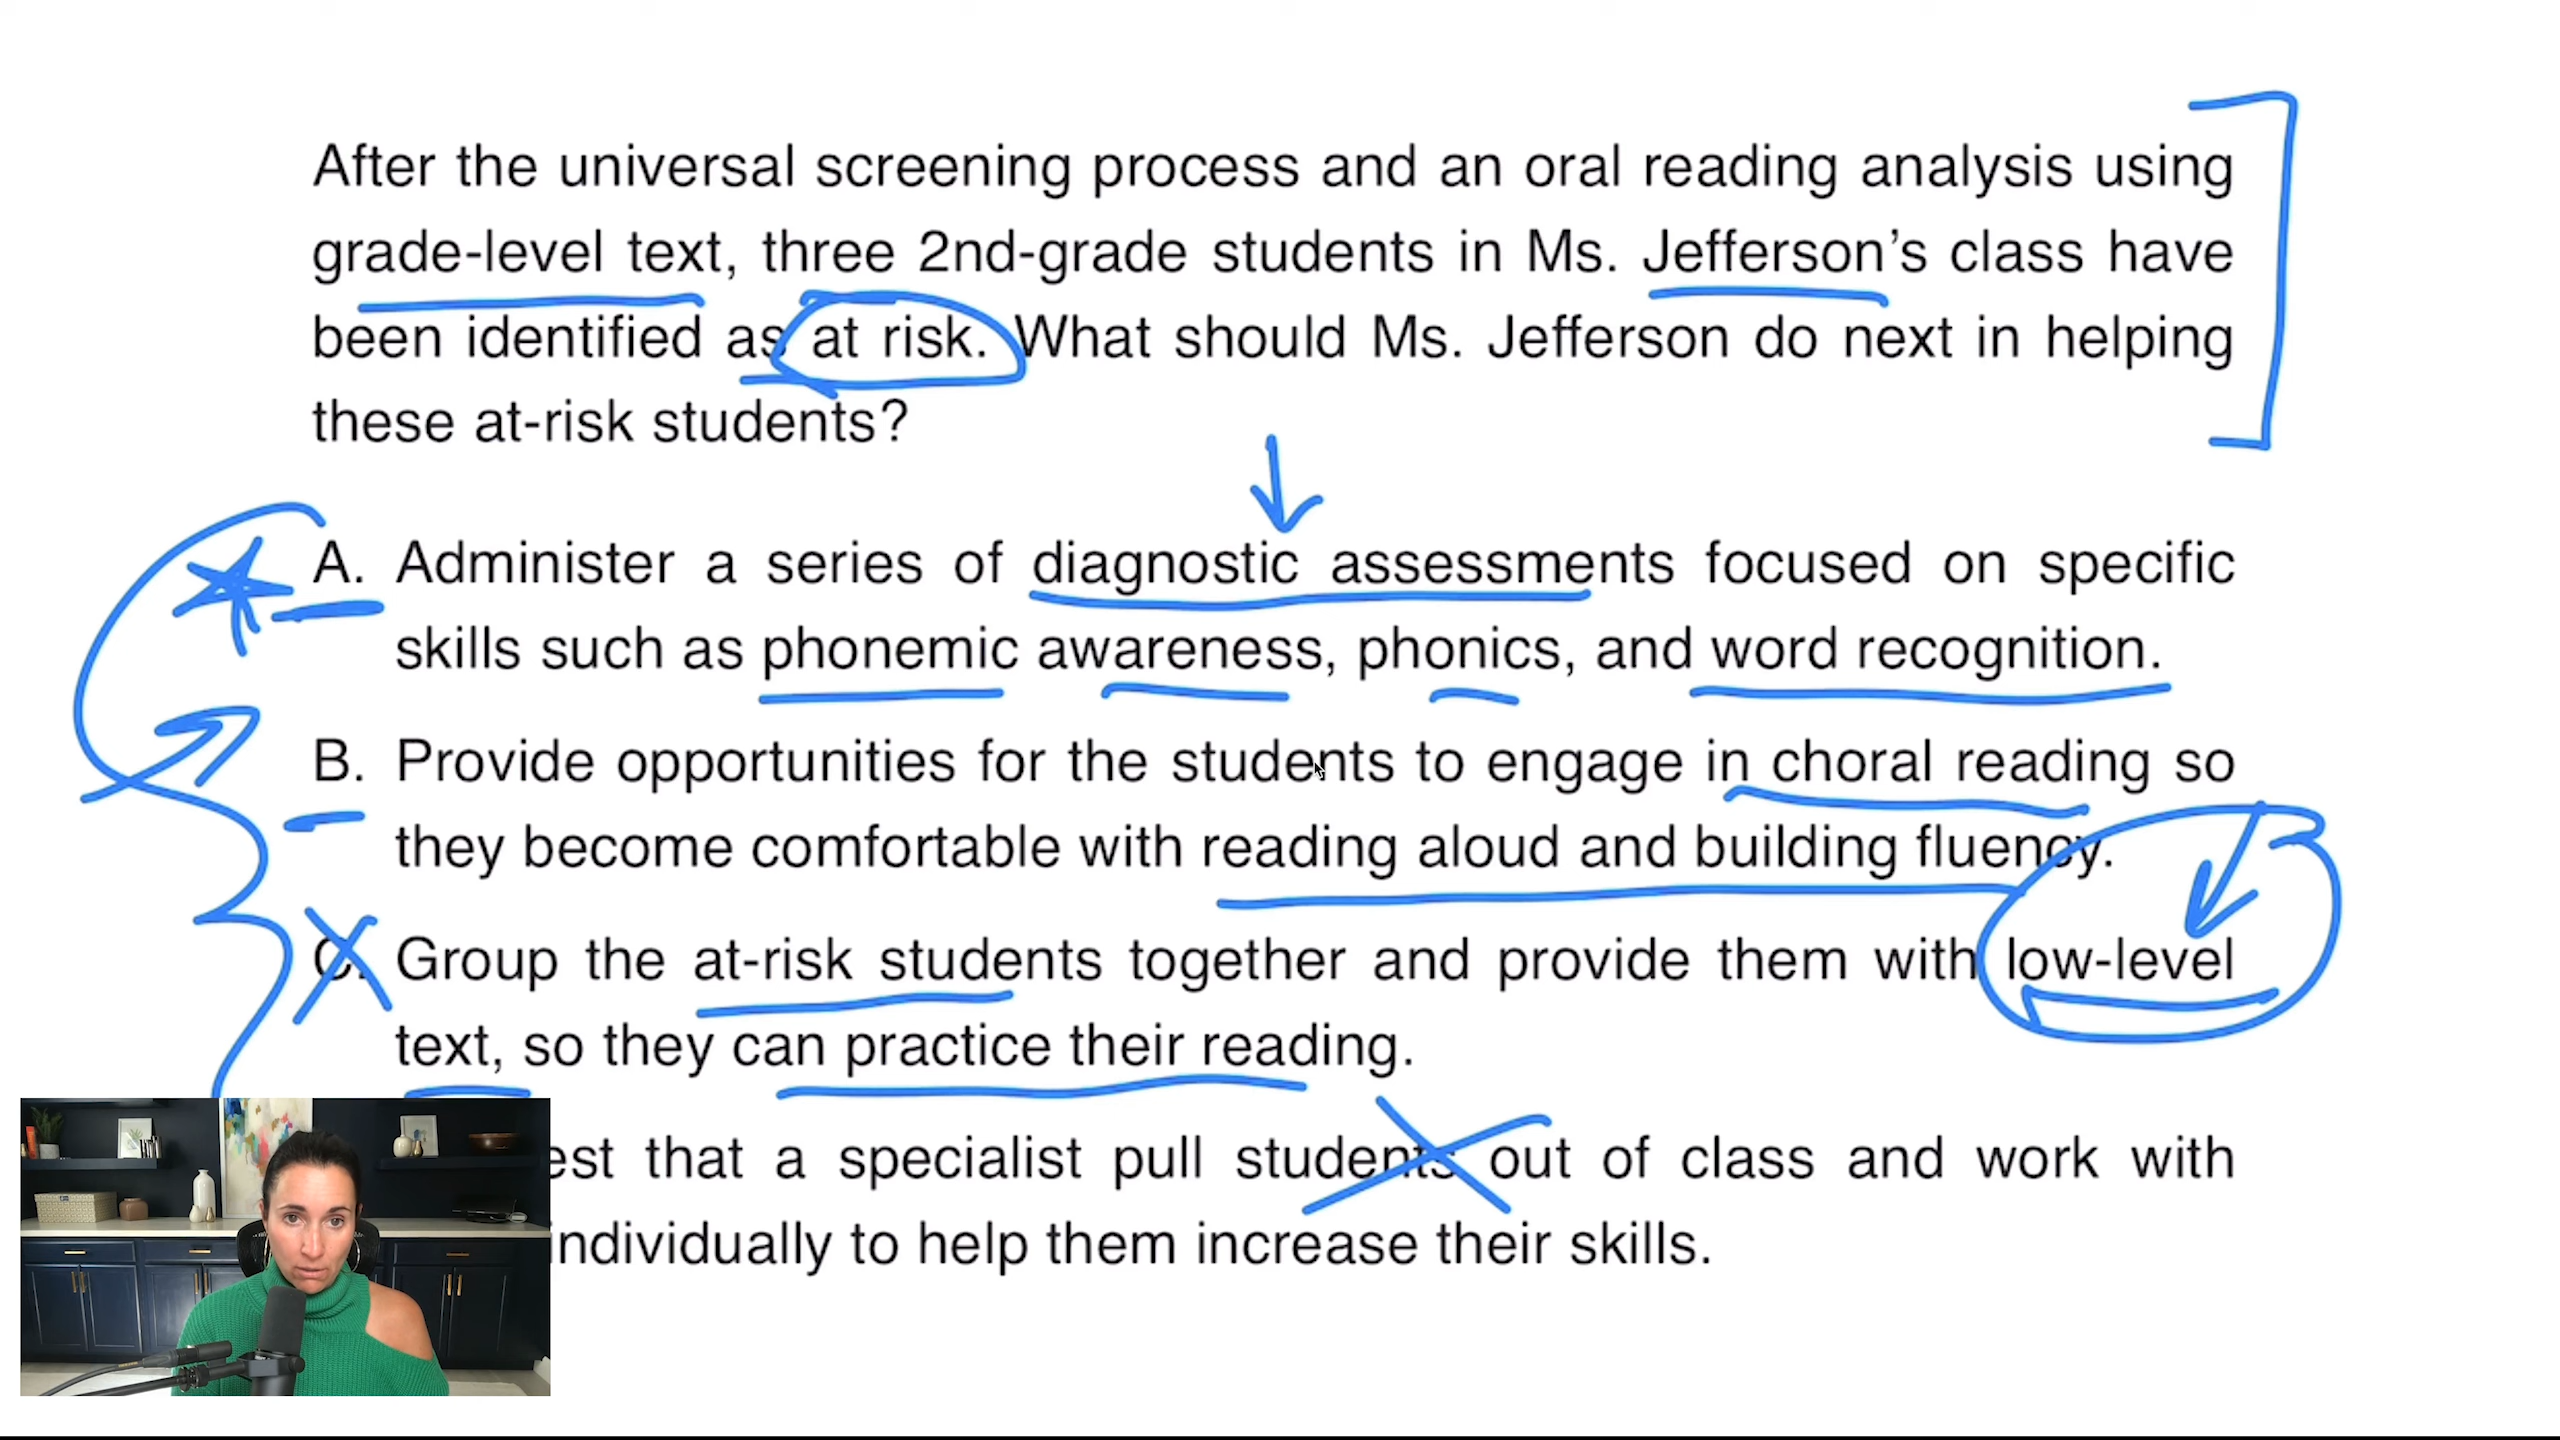 After the universal screening process and an oral reading analysis using
grade-level text, three 2nd-grade students in Ms. Jefferson’s class have
been identified as at risk. What should Ms. Jefferson do next in helping
these at-risk students?
A. Administer a series of diagnostic assessments focused on specific
skills such as phonemic awareness, phonics, and word recognition.
B. Provide opportunities for the students to engage in choral reading so
they become comfortable with reading aloud and building fluency.
C. Group the at-risk students together and provide them with low-level
text, so they can practice their reading.
est that a specialist pull students out of class and work with
individually to help them increase their skills.